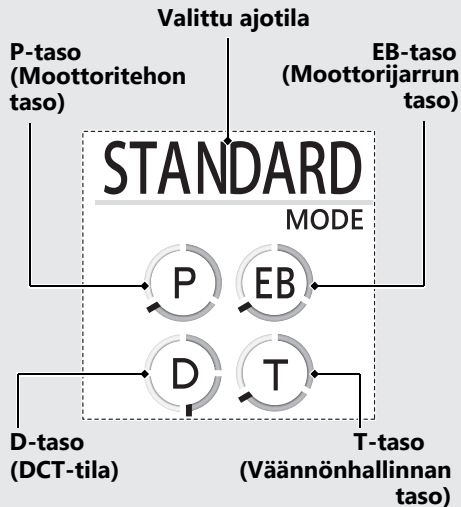 Valittu ajotila
P-taso
(Moottoritehon
taso)
EB-taso
(Moottorijarrun
taso)
STANDARD
MODE
P
EB
D
T
D-taso
(DCT-tila)
T-taso
(Väännönhallinnan
taso)